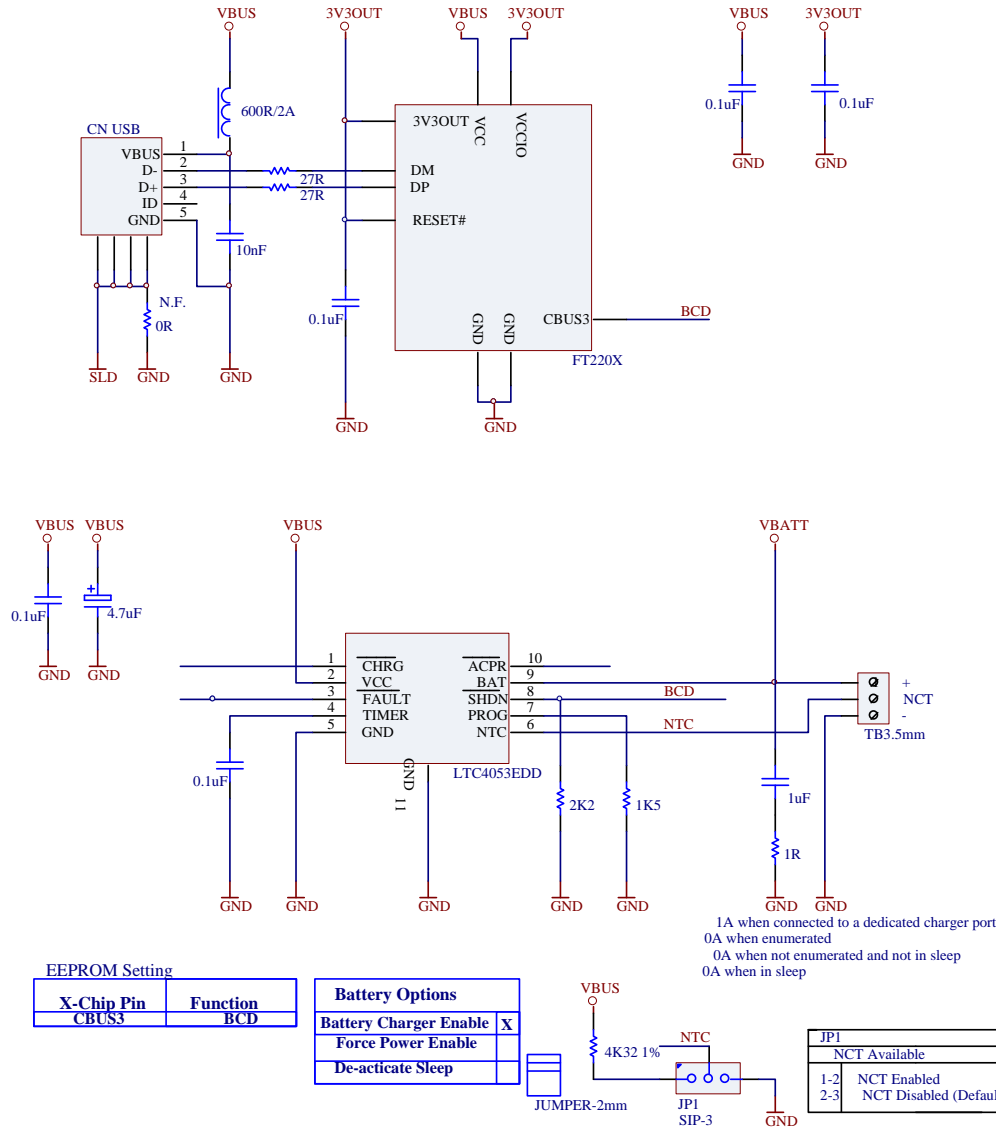 VBUS 3V3OUT VBUS 3V3OUT VBUS 3V3OUT
600R/2A
0.1uF 0.1uF
GND GND
CN USB
VBUS 1
D- 2
D+ 3
ID 4
GND 5
27R
27R
10nF
N.F.
0R
SLD GND GND
0.1uF
GND
3V3OUT
VCC
VCCIO
DM
DP
RESET#
GND
GND
CBUS3
BCD
FT220X
GND
VBUS VBUS VBUS VBATT
0.1uF
+
4.7uF
GND GND
1 CHRG ACPR 10
2 VCC BAT 9
3 FAULT SHDN 8 BCD
4 TIMER PROG 7
5 GND NTC 6 NTC
GND
11
LTC4053EDD
0.1uF
2K2
1K5
1uF
1R
+
NCT
-
TB3.5mm
GND GND GND GND GND GND GND
1A when connected to a dedicated charger port
0A when enumerated
0A when not enumerated and not in sleep
0A when in sleep
EEPROM Setting
X-Chip Pin Function
CBUS3 BCD
Battery Options
Battery Charger Enable X
Force Power Enable
De-acticate Sleep
JUMPER-2mm
VBUS
4K32 1%
NTC
JP1
SIP-3
GND
JP1
NCT Available
1-2 NCT Enabled
2-3 NCT Disabled (Defaul